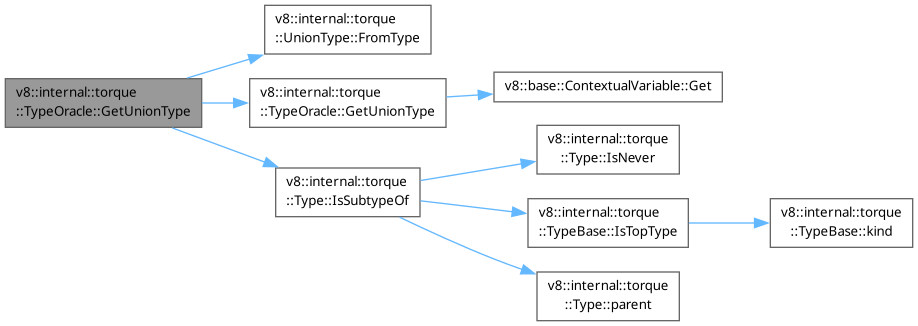 v8::internal::torque
::TypeOracle::GetUnionType
v8::internal::torque
::UnionType::FromType
v8::internal::torque
::TypeOracle::GetUnionType
v8::base::ContextualVariable::Get
v8::internal::torque
::Type::IsSubtypeOf
v8::internal::torque
::Type::IsNever
v8::internal::torque
::TypeBase::IsTopType
v8::internal::torque
::TypeBase::kind
v8::internal::torque
::Type::parent